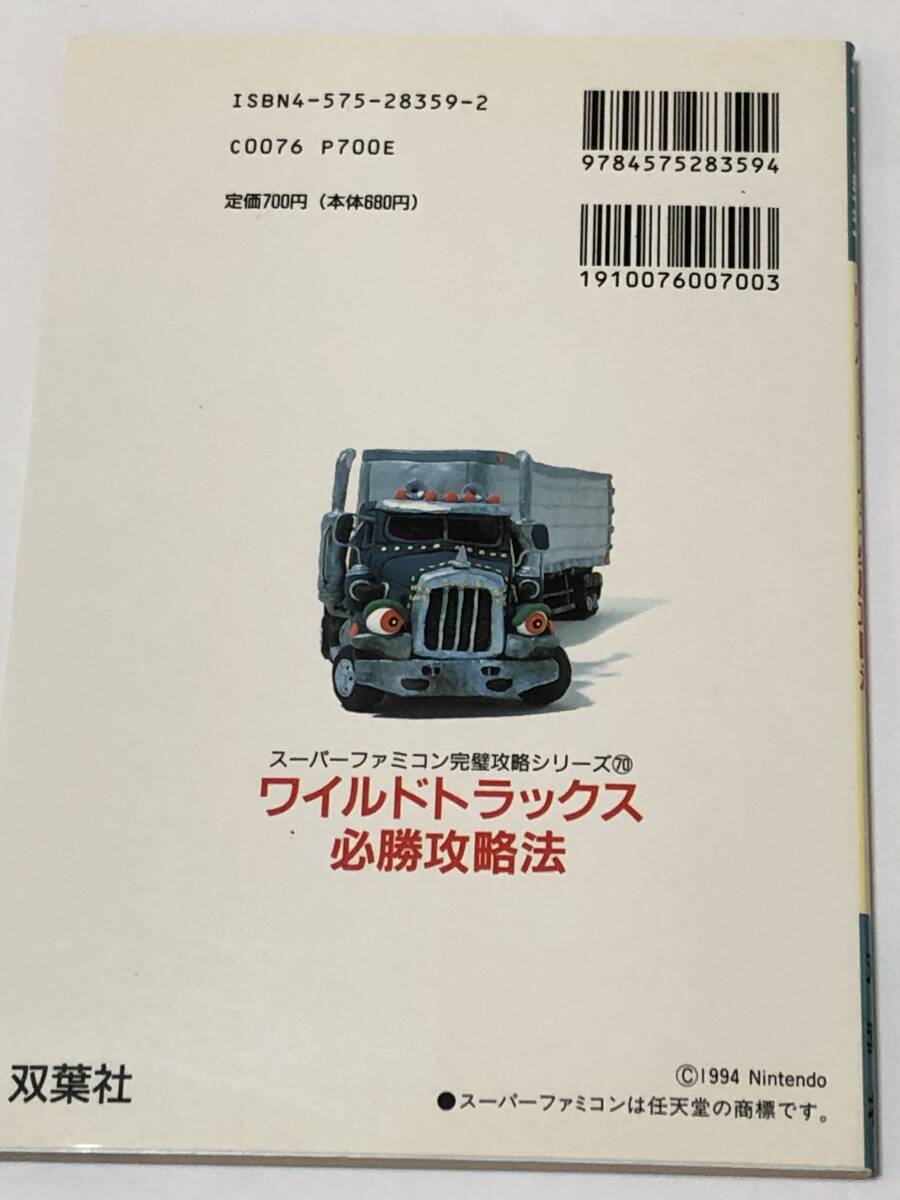 ISBN4-575-28359-2
C0076 P700E
定価700円(本体680円)
9784575283594
1910076007003
スーパーファミコン完璧攻略シリーズ⑦⓪
ワイルドトラックス
必勝攻略法
双葉社
©1994 Nintendo
●スーパーファミコンは任天堂の商標です。